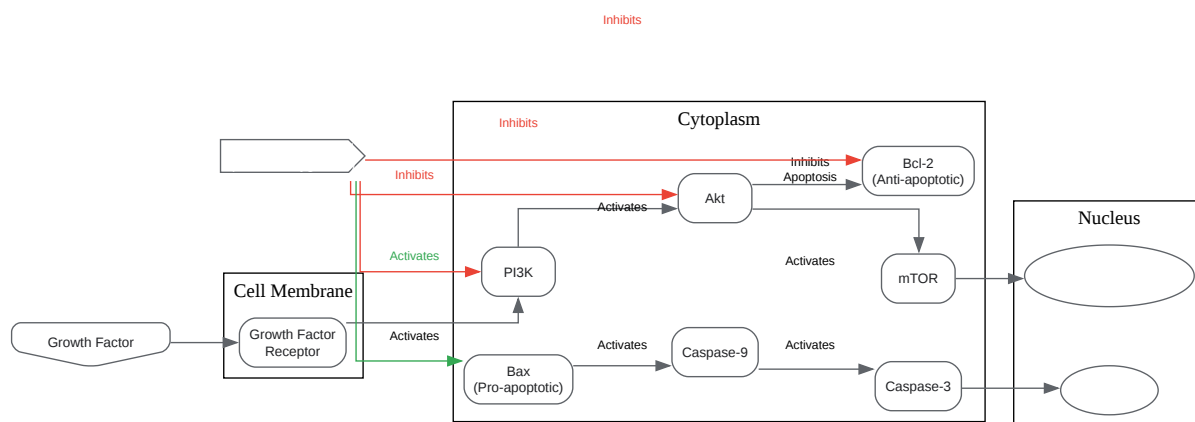 Inhibits
Cytoplasm
Inhibits
Inhibits
Inhibits
Apoptosis
Bcl-2
(Anti-apoptotic)
Akt
Activates
Nucleus
Activates
Activates
PI3K
mTOR
Cell Membrane
Growth Factor
Growth Factor
Receptor
Activates
Activates
Caspase-9
Activates
Bax
(Pro-apoptotic)
Caspase-3